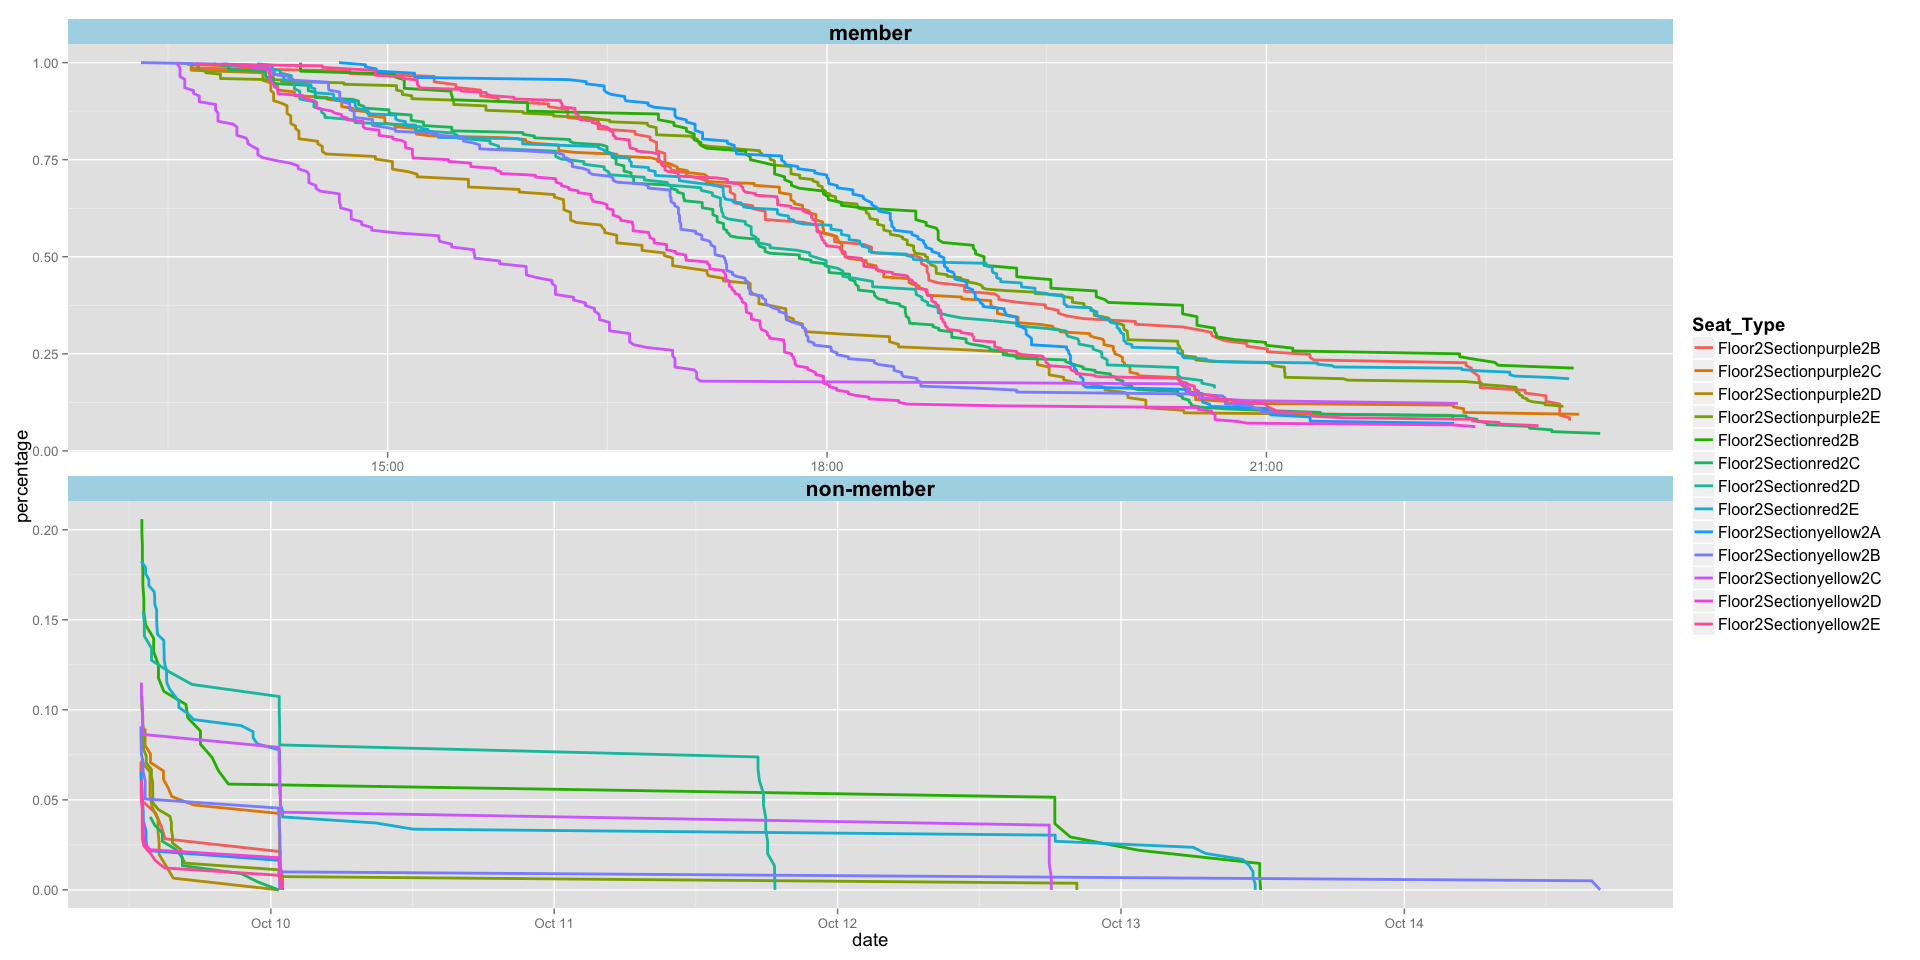 member
1.00
0.75
0.50
0.25
0.00
15:00 18:00 21:00
percentage
non-member
0.20
0.15
0.10
0.05
0.00
Oct 10 Oct 11 Oct 12 Oct 13 Oct 14
date
Seat_Type
Floor2Sectionpurple2B
Floor2Sectionpurple2C
Floor2Sectionpurple2D
Floor2Sectionpurple2E
Floor2Sectionred2B
Floor2Sectionred2C
Floor2Sectionred2D
Floor2Sectionred2E
Floor2Sectionyellow2A
Floor2Sectionyellow2B
Floor2Sectionyellow2C
Floor2Sectionyellow2D
Floor2Sectionyellow2E